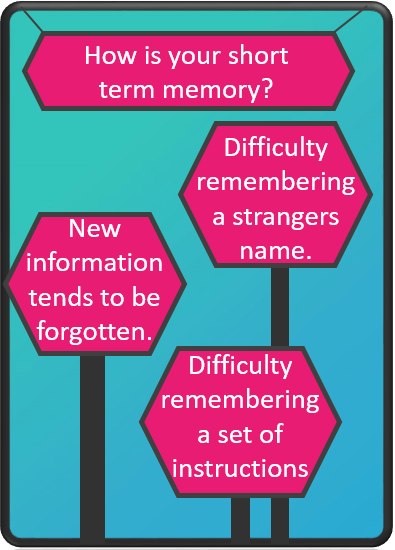 How is your short
term memory?
Difficulty
remembering
a strangers
name.
New
information
tends to be
forgotten.
Difficulty
remembering
a set of
instructions